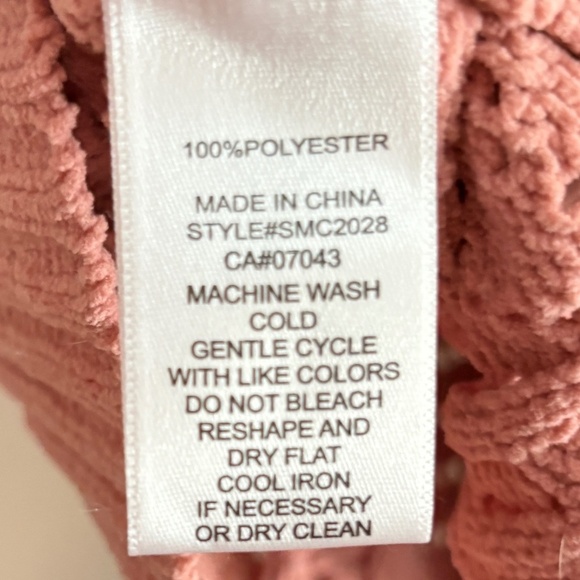 100%POLYESTER
MADE IN CHINA
STYLE#SMC2028
CA#07043
MACHINE WASH
COLD
GENTLE CYCLE
WITH LIKE COLORS
DO NOT BLEACH
RESHAPE AND
DRY FLAT
COOL IRON
IF NECESSARY
OR DRY CLEAN